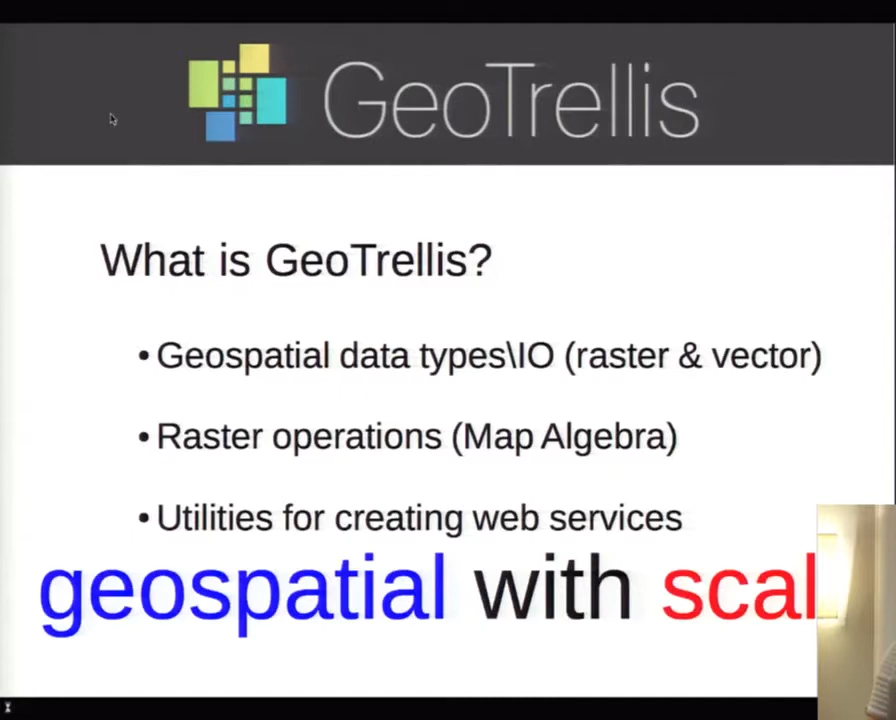 GeoTrellis
What is GeoTrellis?
• Geospatial data types\IO (raster & vector)
• Raster operations (Map Algebra)
• Utilities for creating web services
geospatial with scal